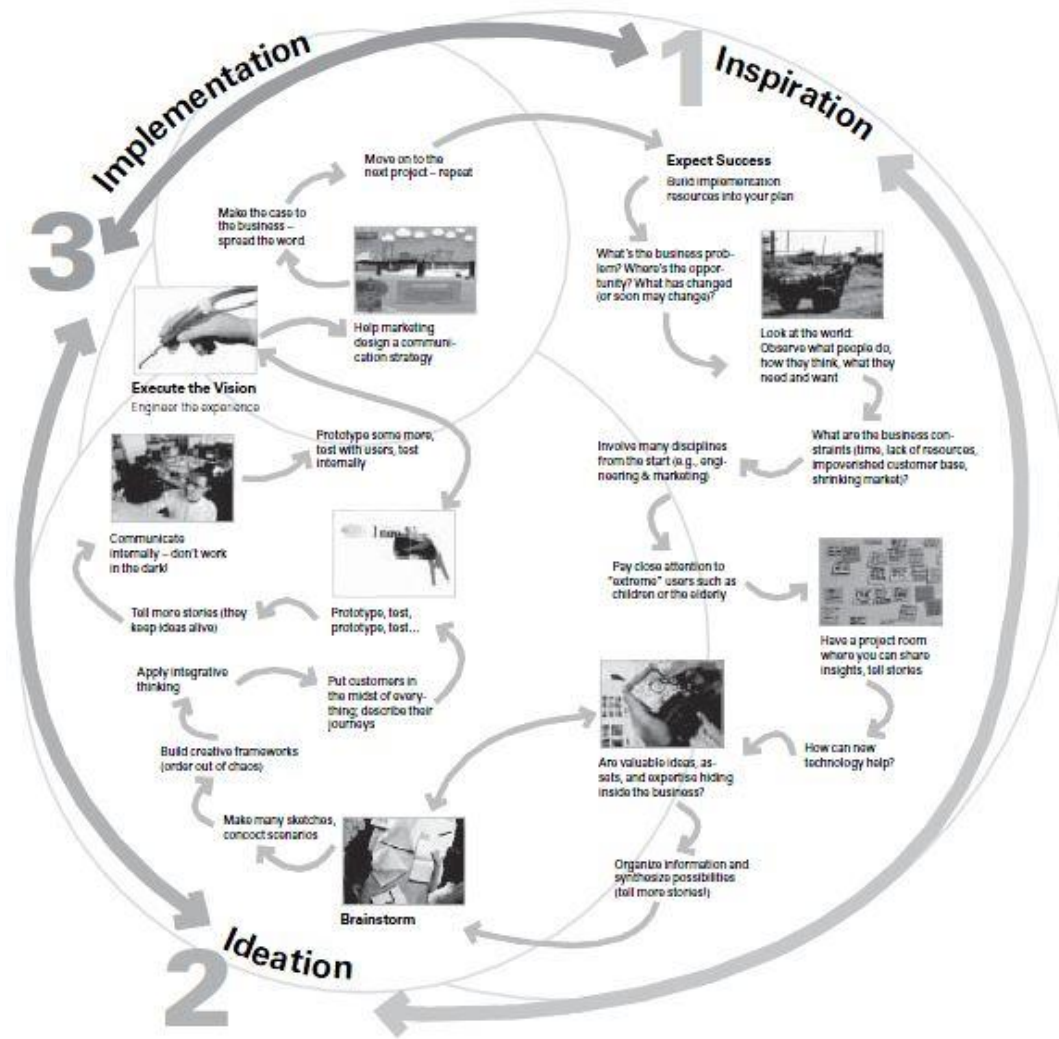 1
Inspiration
Expect Success
Build implementation
resources into your plan
What's the business prob-
lem? Where's the oppor-
tunity? What has changed
(or soon may change)?
Look at the world:
Observe what people do,
how they think, what they
need and want
What are the business con-
straints (time, lack of resources,
impoverished customer base,
shrinking market)?
Involve many disciplines
from the start (e.g., engi-
neering & marketing)
Pay close attention to
"extreme" users such as
children or the elderly
Have a project room
where you can share
insights, tell stories
How can new
technology help?
Are valuable ideas, as-
sets, and expertise hiding
inside the business?
Organize information and
synthesize possibilities
(tell more stories!)
2
Ideation
Brainstorm
Make many sketches,
concoct scenarios
Build creative frameworks
(order out of chaos)
Apply integrative
thinking
Put customers in
the midst of every-
thing; describe their
journeys
Prototype, test,
prototype, test...
Tell more stories (they
keep ideas alive)
Communicate
internally – don't work
in the dark!
Prototype some more,
test with users, test
internally
3
Implementation
Execute the Vision
Engineer the experience
Help marketing
design a communi-
cation strategy
Make the case to
the business –
spread the word
Move on to the
next project – repeat